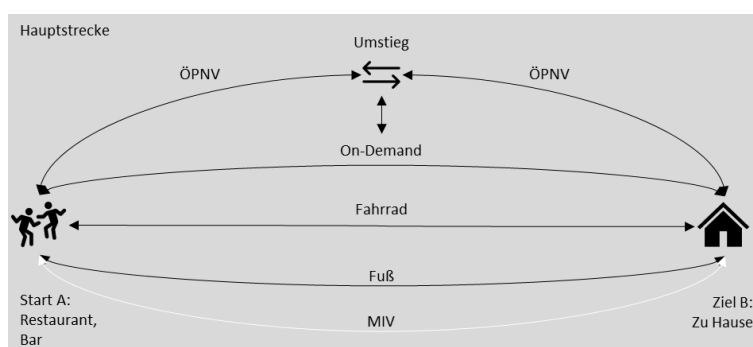 Hauptstrecke
Umstieg
ÖPNV
ÖPNV
On-Demand
Fahrrad
Fuß
MIV
Start A:
Restaurant,
Bar
Ziel B:
Zu Hause